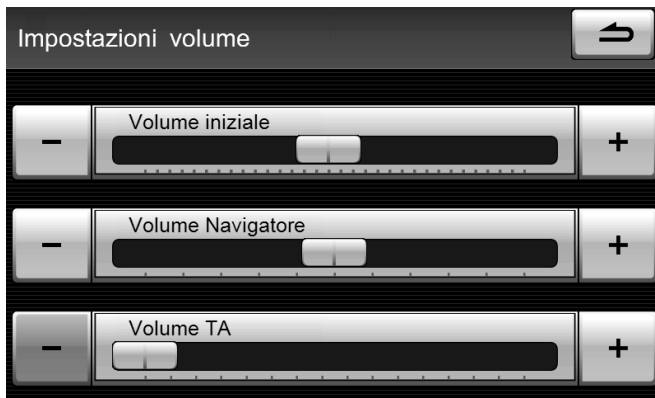 Impostazioni volume
Volume iniziale
− +
Volume Navigatore
− +
Volume TA
− +